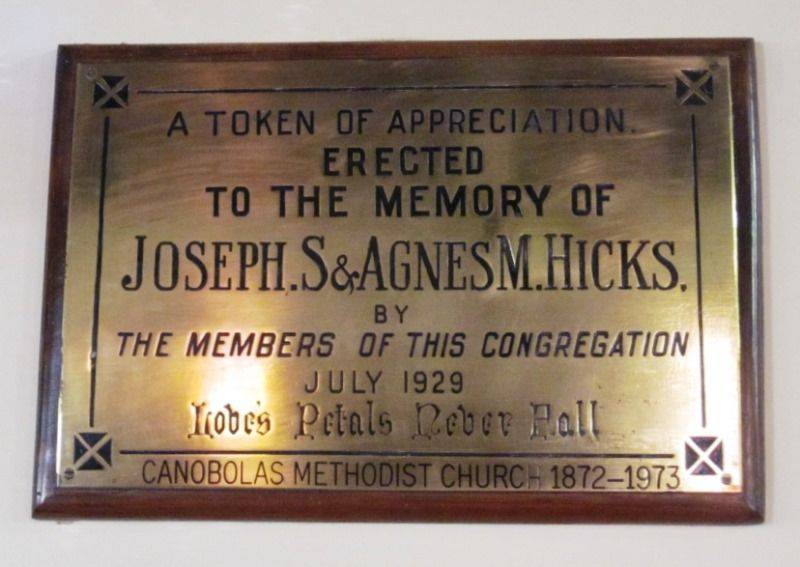 A TOKEN OF APPRECIATION.
ERECTED
TO THE MEMORY OF
JOSEPH.S&AGNES M.HICKS.
BY
THE MEMBERS OF THIS CONGREGATION
JULY 1929
Love's Petals Never Fall
CANOBOLAS METHODIST CHURCH 1872–1973